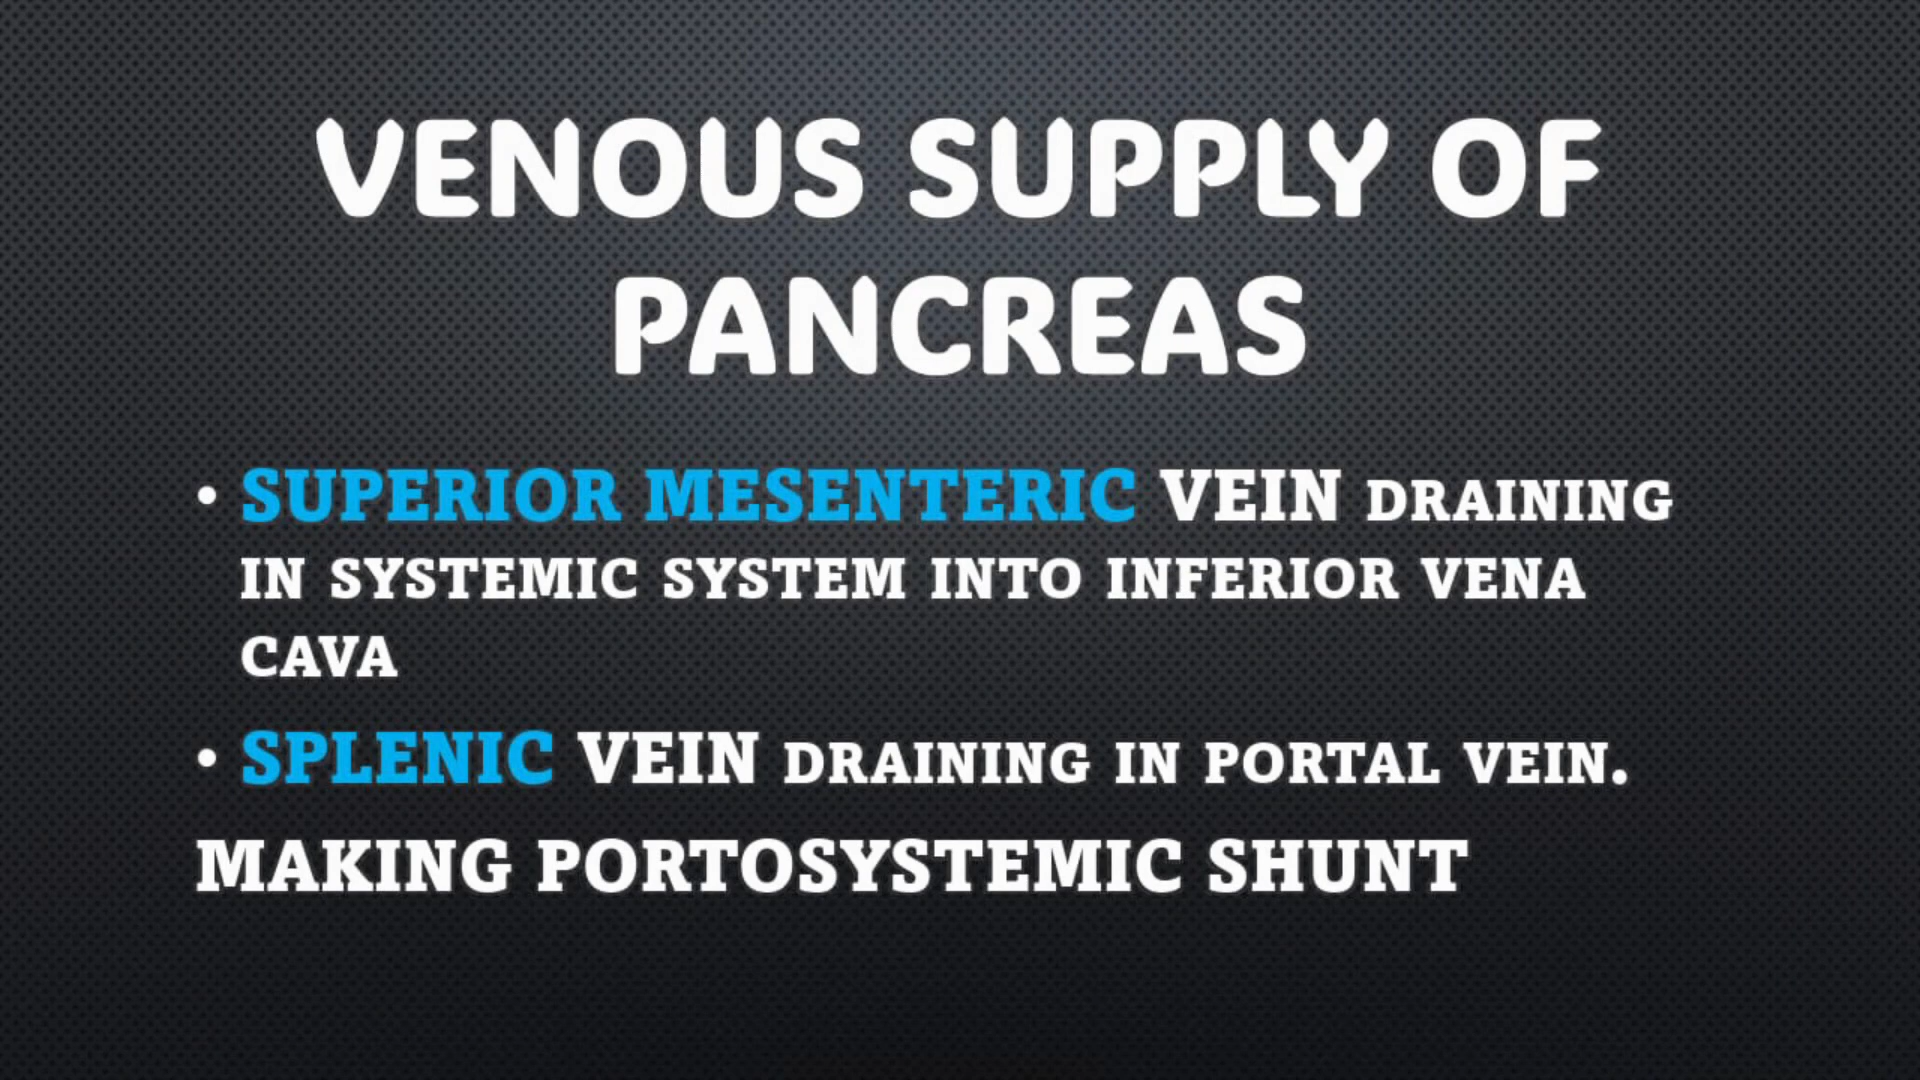 VENOUS SUPPLY OF
PANCREAS
• SUPERIOR MESENTERIC VEIN DRAINING
IN SYSTEMIC SYSTEM INTO INFERIOR VENA
CAVA
• SPLENIC VEIN DRAINING IN PORTAL VEIN.
MAKING PORTOSYSTEMIC SHUNT